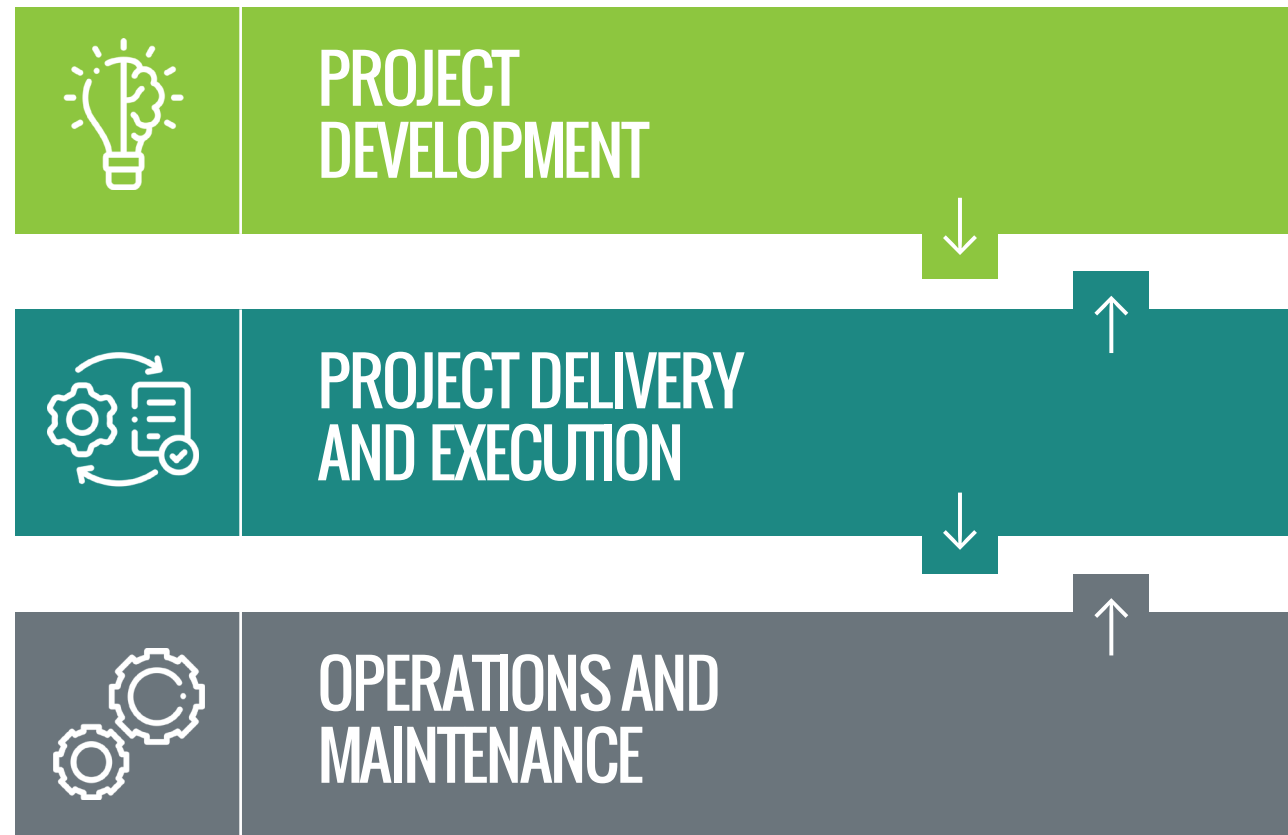 PROJECT
DEVELOPMENT
PROJECT DELIVERY
AND EXECUTION
OPERATIONS AND
MAINTENANCE